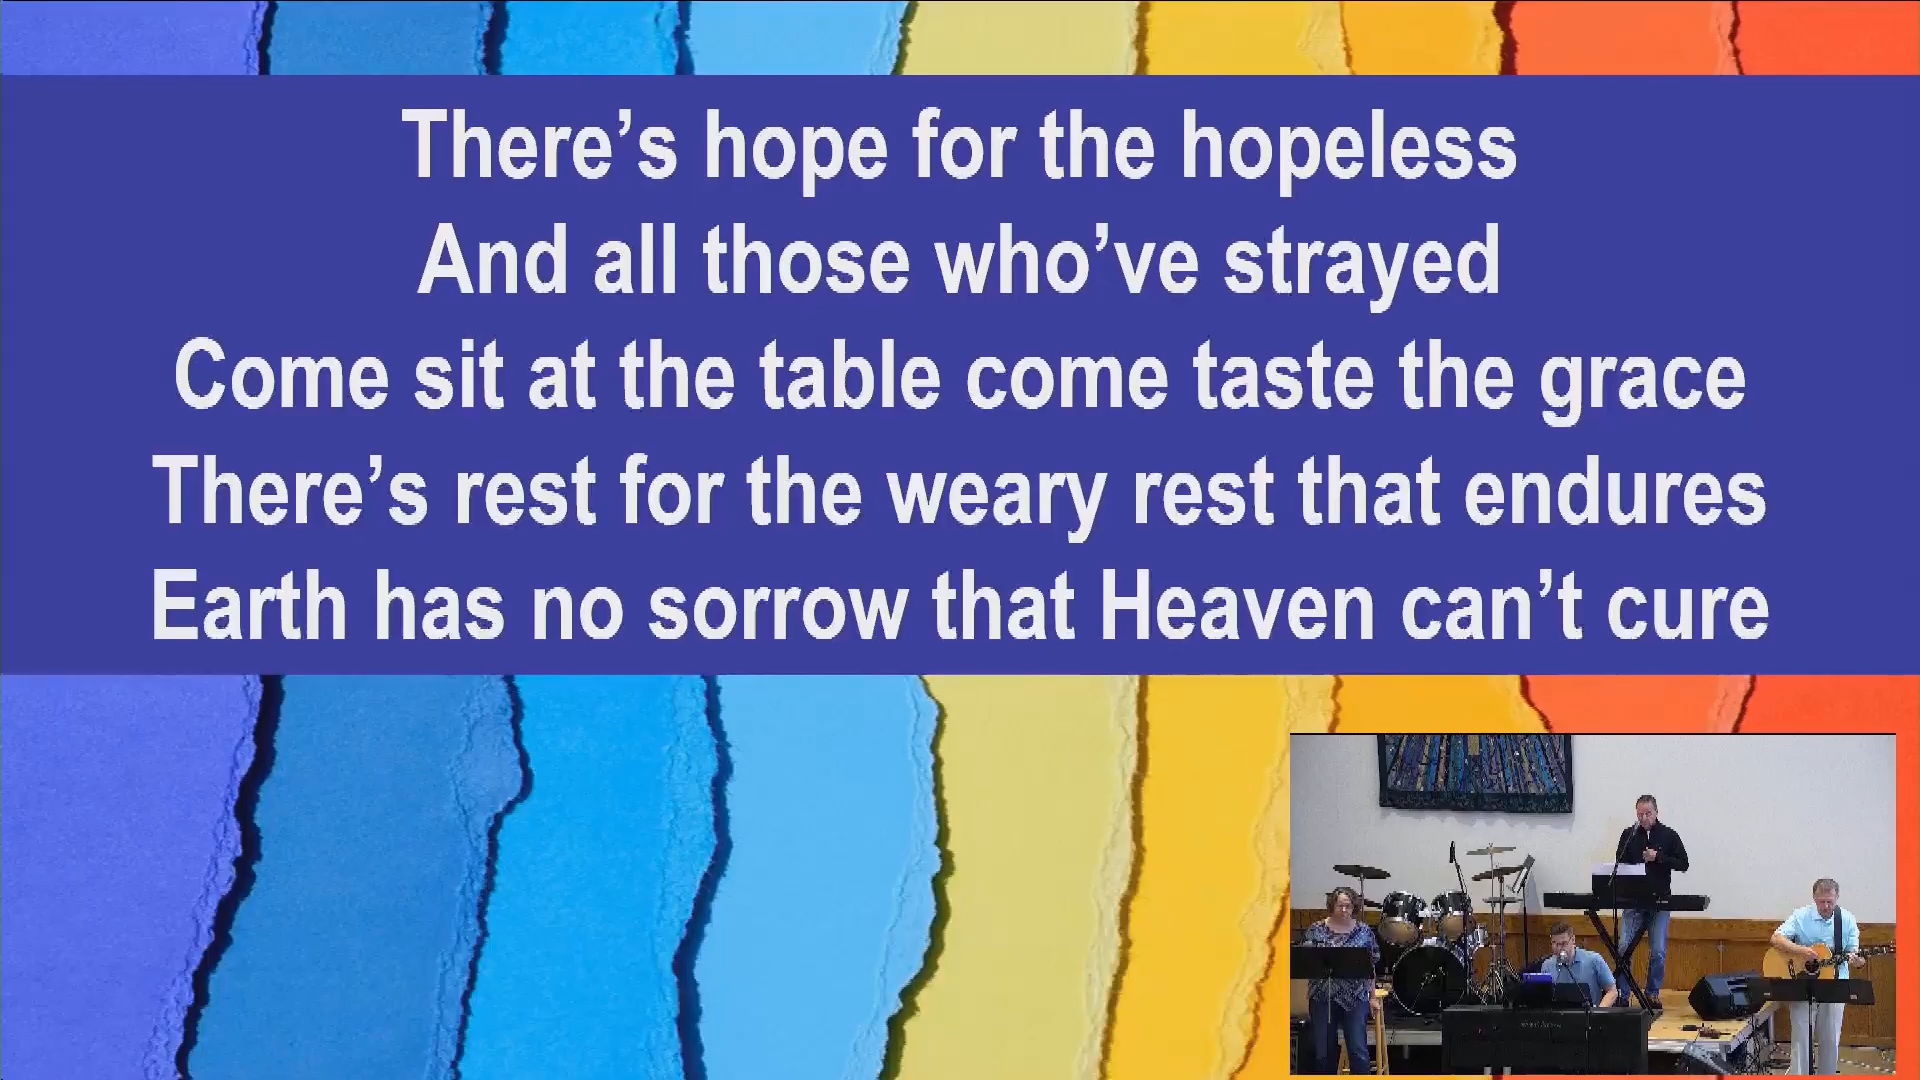 There’s hope for the hopeless
And all those who’ve strayed
Come sit at the table come taste the grace
There’s rest for the weary rest that endures
Earth has no sorrow that Heaven can’t cure